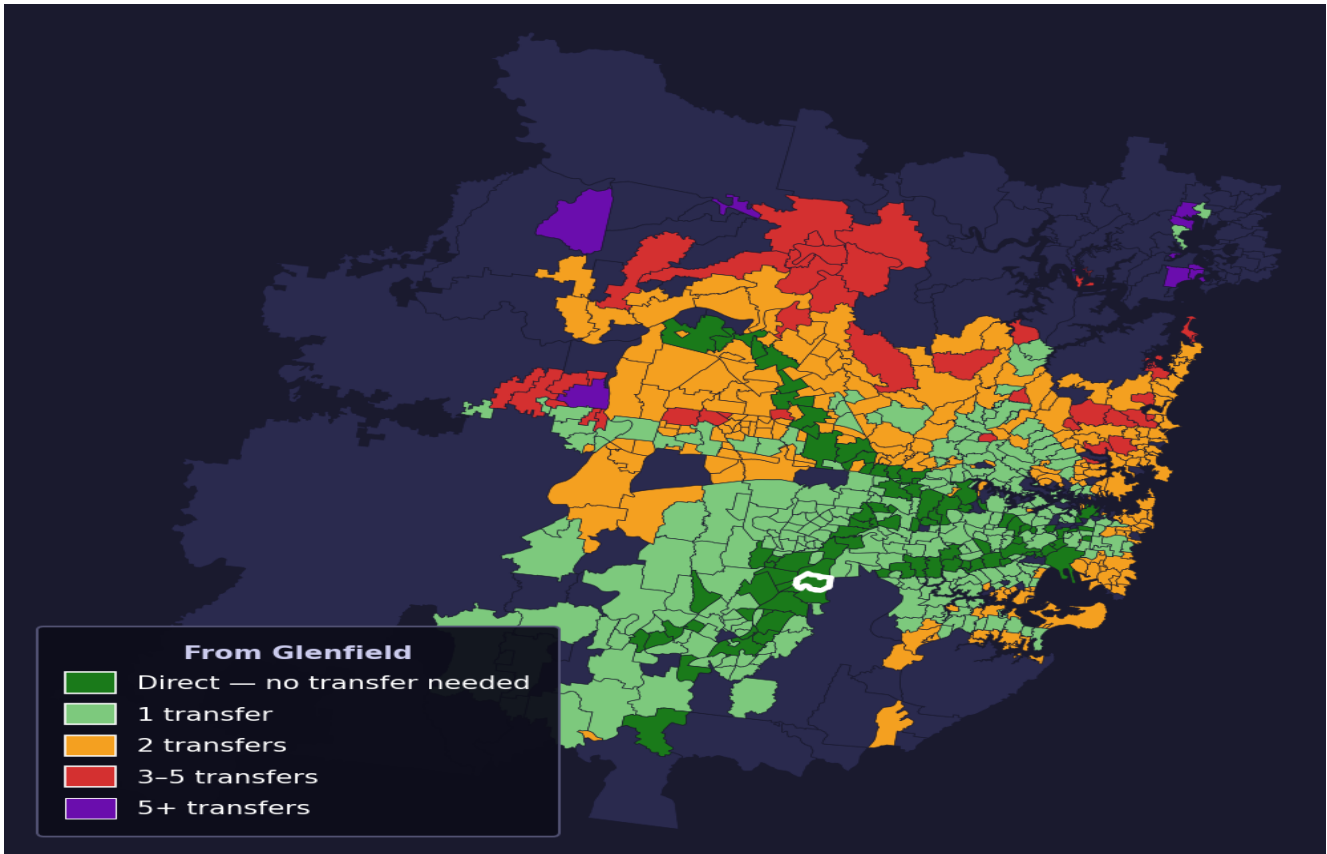 From Glenfield
Direct — no transfer needed
1 transfer
2 transfers
3–5 transfers
5+ transfers